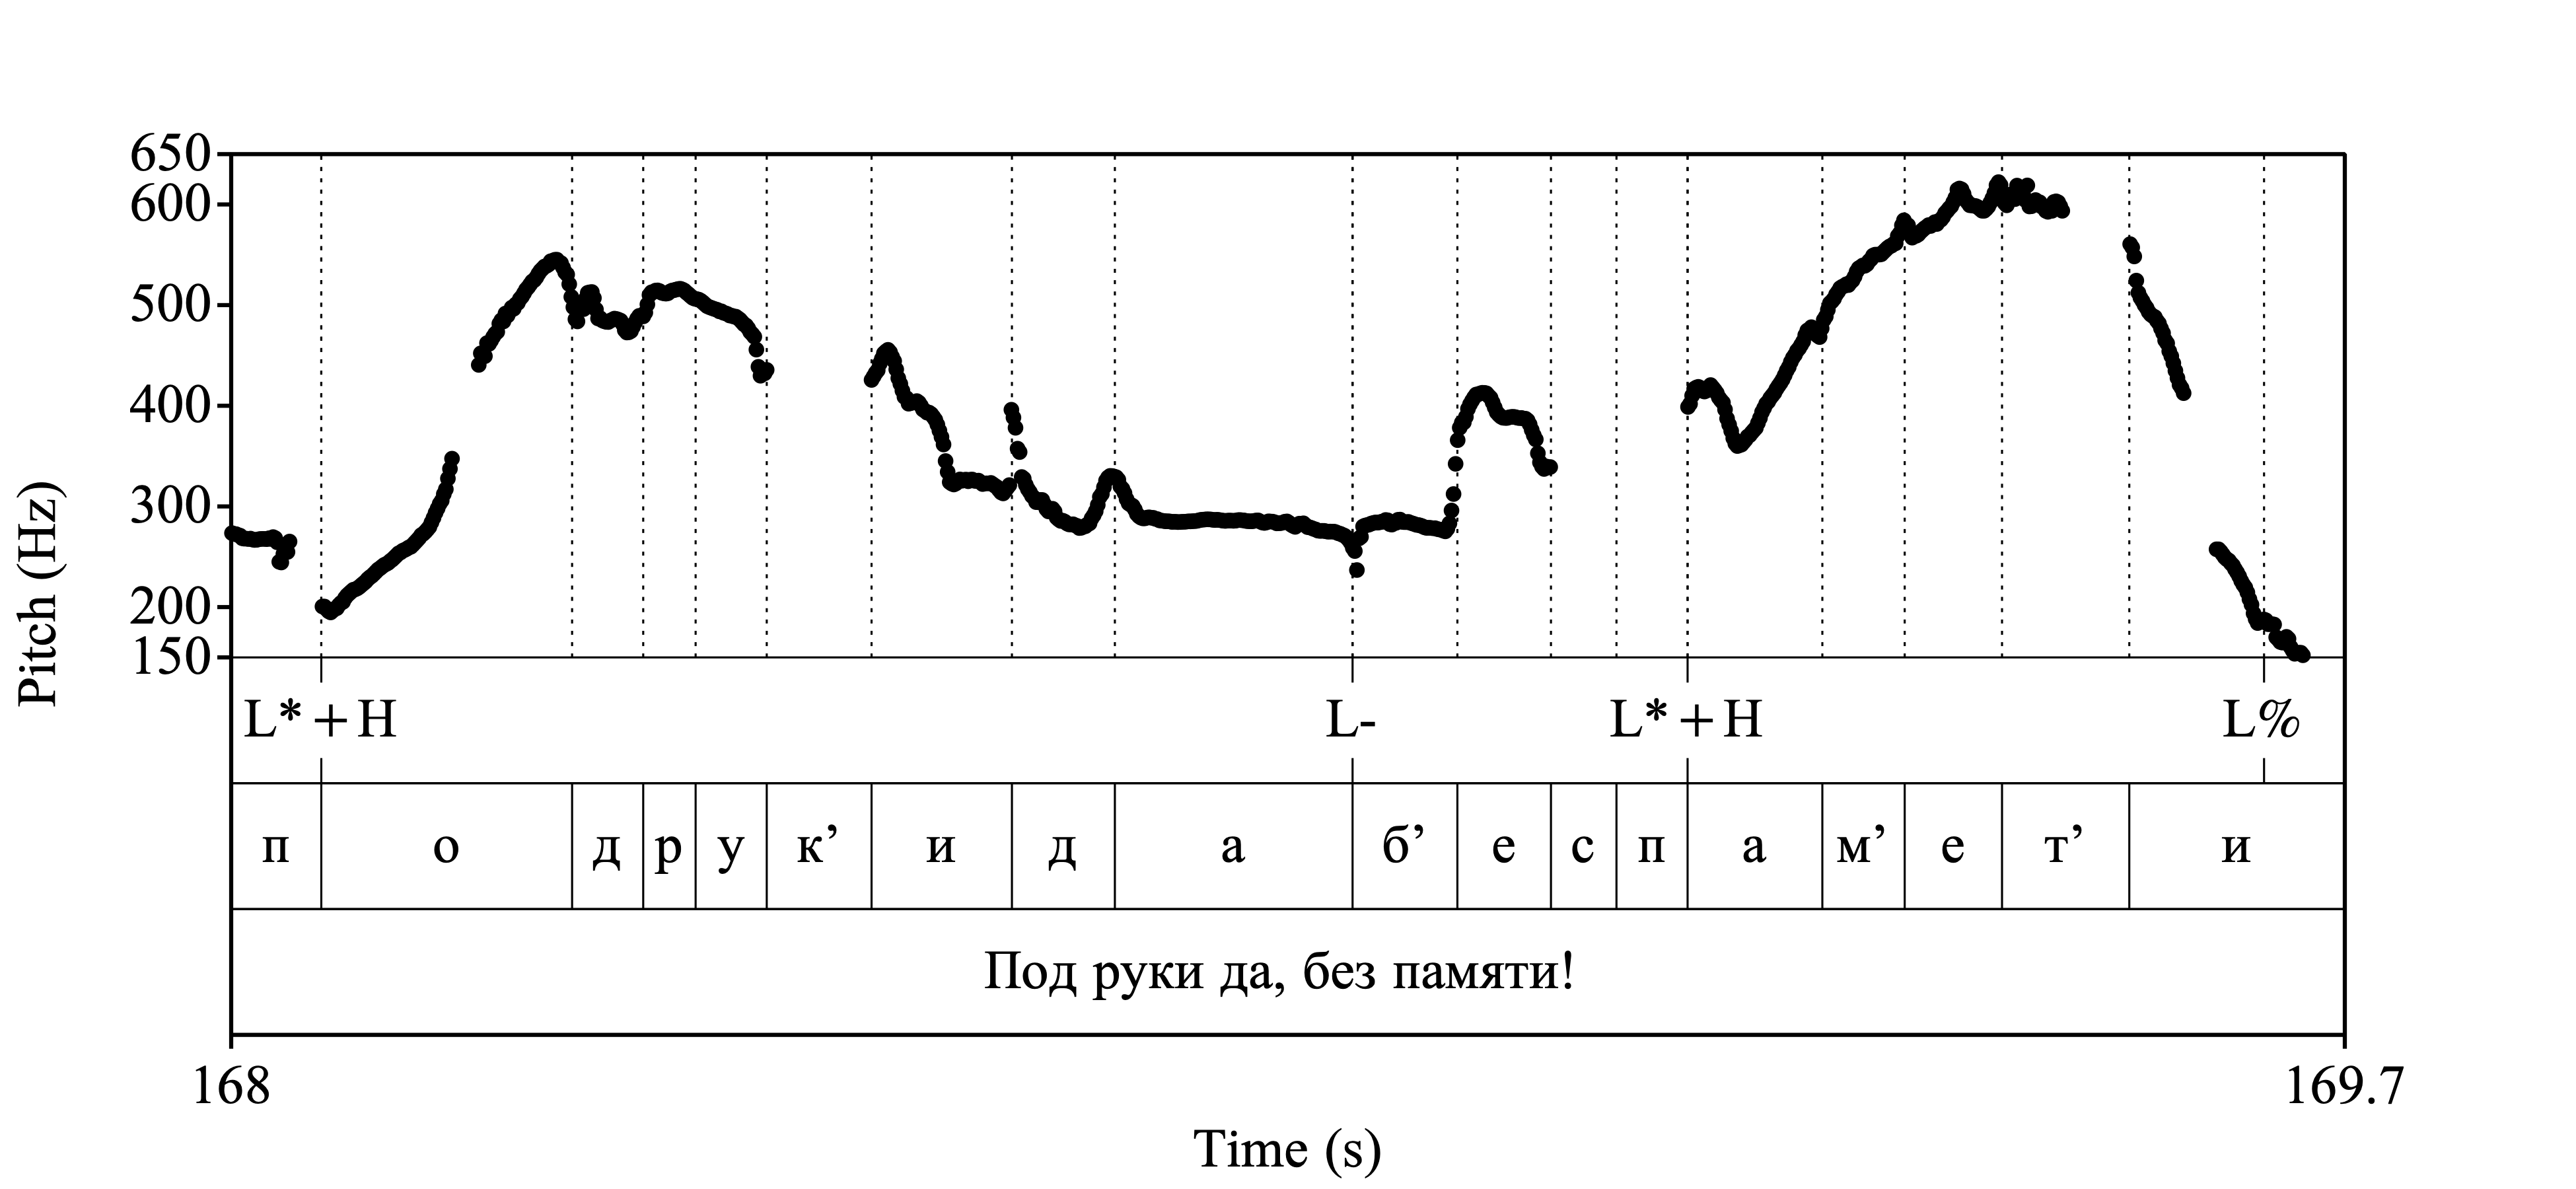 650
600
500
400
300
200
150
Pitch (Hz)
L*+H L- L*+H L%
п о д р у к’ и д а б’ е с п а м’ е т’ и
Под руки да, без памяти!
168 169.7
Time (s)